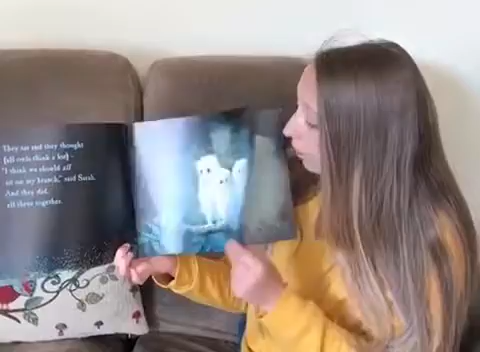 They sat and they thought
(all owls think a lot) -
"I think we should all
sit on my branch," said Sarah.
And they did,
all three together.